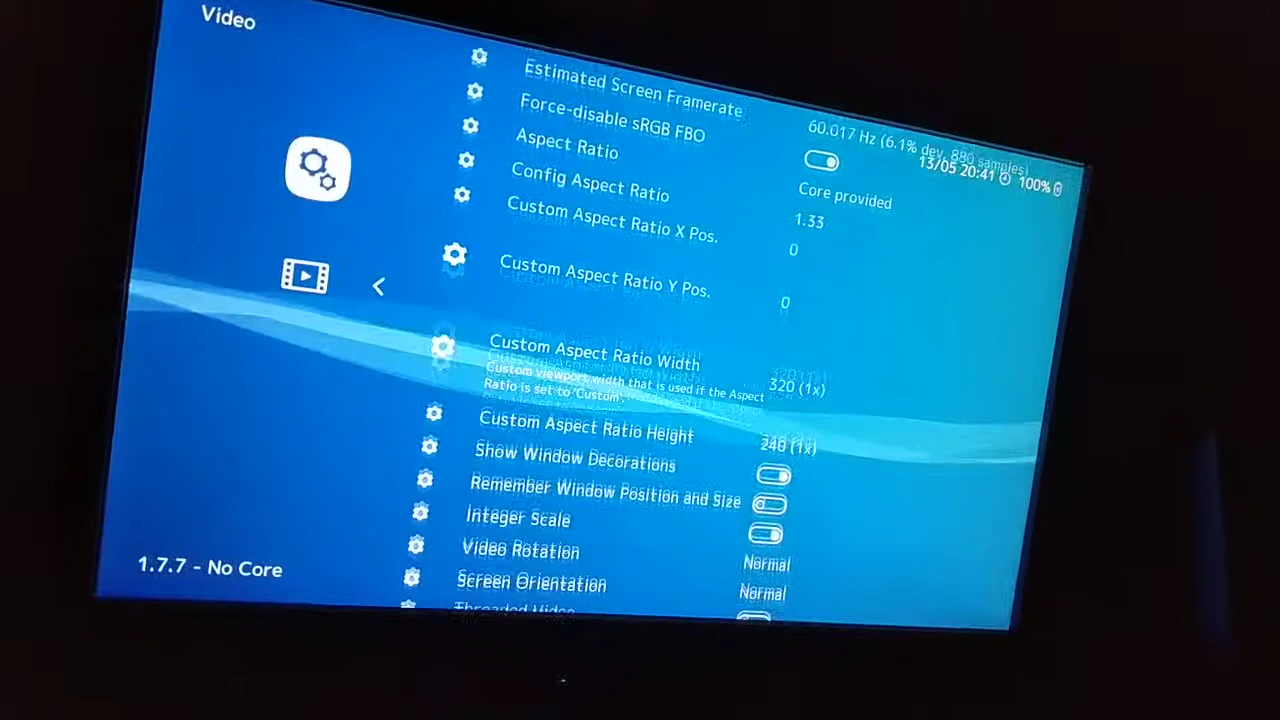 Video
Estimated Screen Framerate
60.017 Hz (6.1% dev, 880 samples)
13/05 20:41 100%
Force-disable sRGB FBO
Aspect Ratio
Core provided
Config Aspect Ratio
1.33
Custom Aspect Ratio X Pos.
0
Custom Aspect Ratio Y Pos.
0
Custom Aspect Ratio Width
320 (1x)
Custom viewport width that is used if the Aspect
Ratio is set to 'Custom'.
Custom Aspect Ratio Height
240 (1x)
Show Window Decorations
Remember Window Position and Size
Integer Scale
Video Rotation
Normal
Screen Orientation
Normal
Threaded Video
1.7.7 - No Core